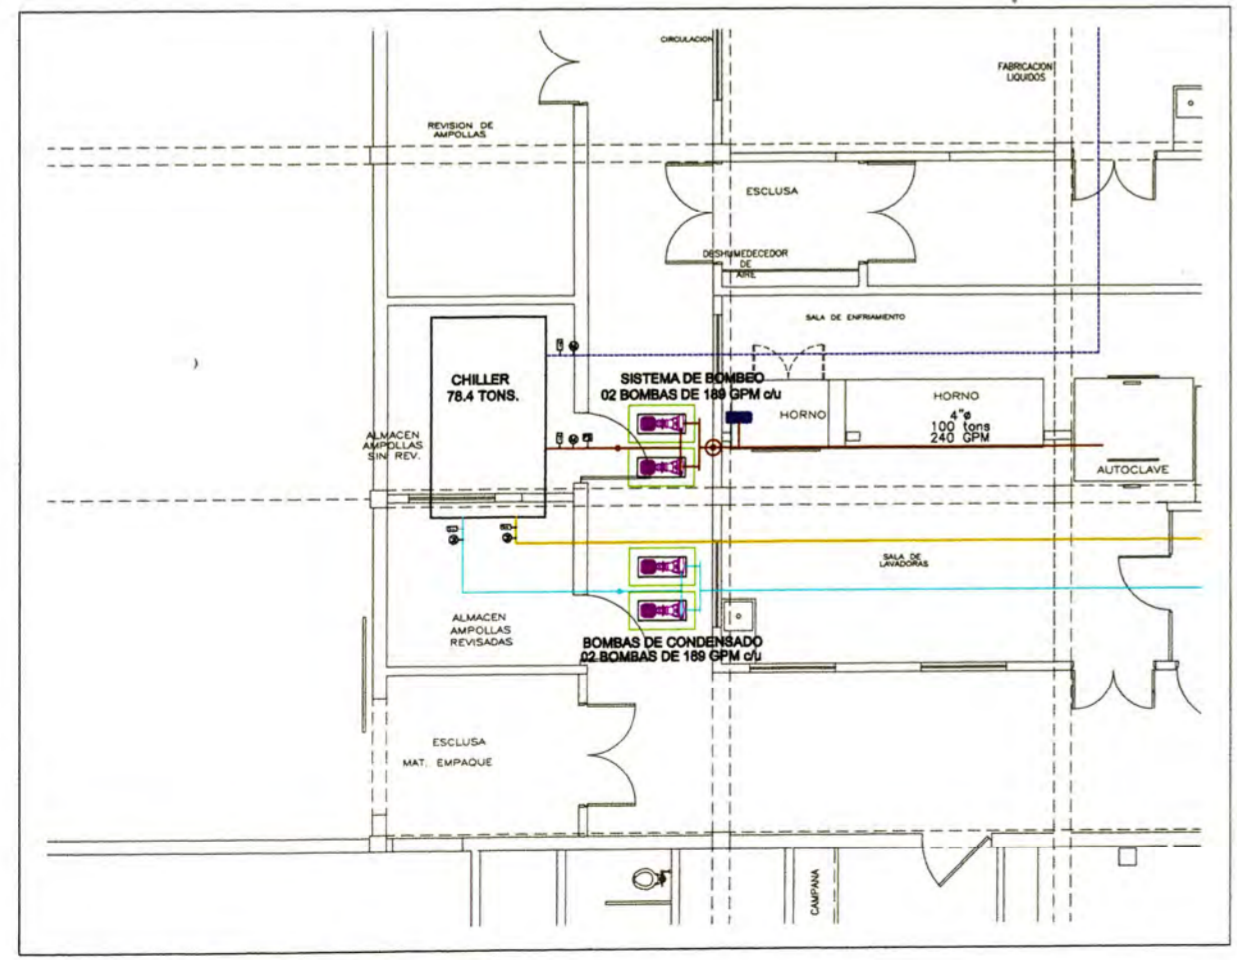 CIRCULACION
FABRICACION
LIQUIDOS
REVISION DE
AMPOLLAS
ESCLUSA
DESHUMEDECEDOR
DE
AIRE
SALA DE ENFRIAMIENTO
CHILLER
78.4 TONS.
SISTEMA DE BOMBEO
02 BOMBAS DE 189 GPM c/u
HORNO
HORNO
4"ø
100 tons
240 GPM
ALMACEN
AMPOLLAS
SIN REV.
AUTOCLAVE
SALA DE
LAVADORAS
ALMACEN
AMPOLLAS
REVISADAS
BOMBAS DE CONDENSADO
02 BOMBAS DE 189 GPM c/u
ESCLUSA
MAT. EMPAQUE
CAMPANA